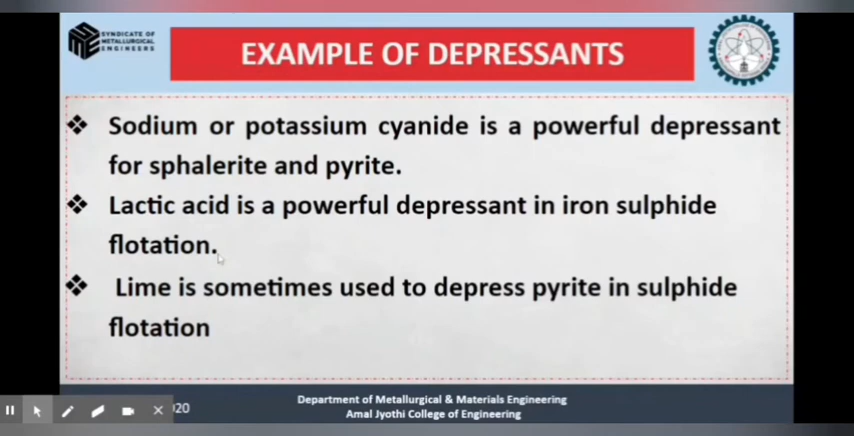 SYNDICATE OF
METALLURGICAL
ENGINEERS
EXAMPLE OF DEPRESSANTS
❖ Sodium or potassium cyanide is a powerful depressant
for sphalerite and pyrite.
❖ Lactic acid is a powerful depressant in iron sulphide
flotation.
❖ Lime is sometimes used to depress pyrite in sulphide
flotation
020
Department of Metallurgical & Materials Engineering
Amal Jyothi College of Engineering